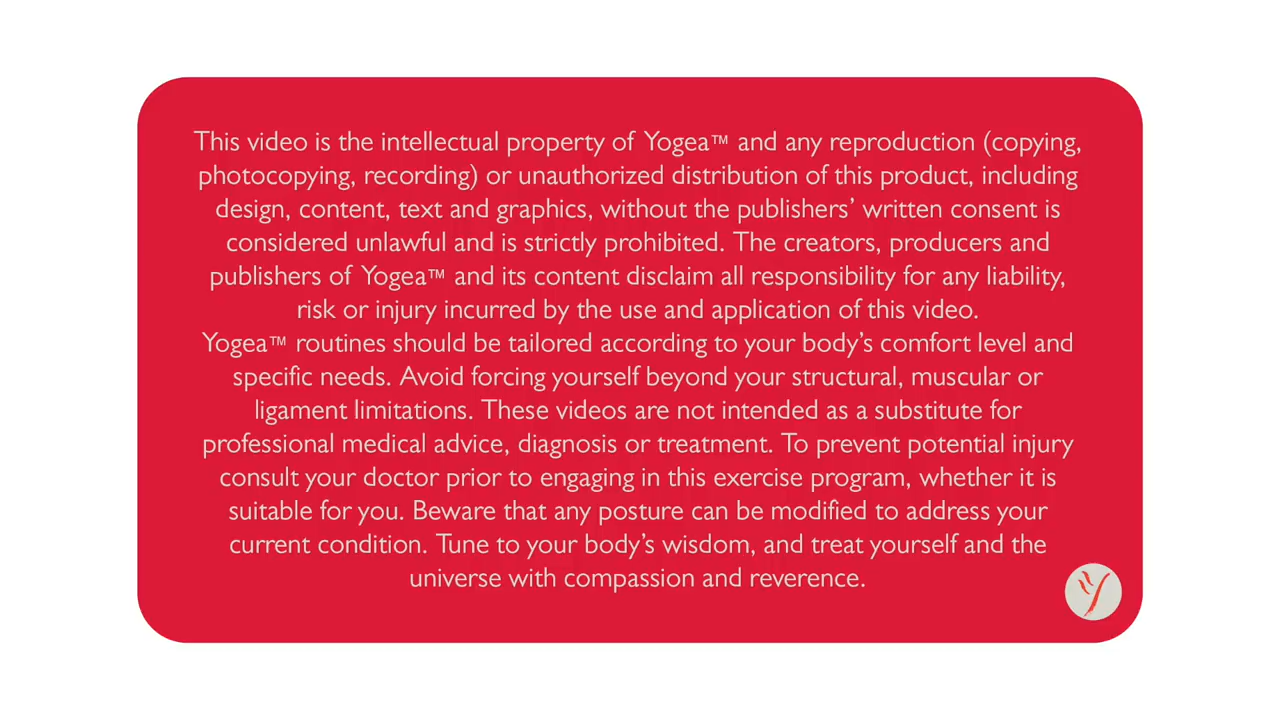 This video is the intellectual property of Yogea™ and any reproduction (copying,
photocopying, recording) or unauthorized distribution of this product, including
design, content, text and graphics, without the publishers’ written consent is
considered unlawful and is strictly prohibited. The creators, producers and
publishers of Yogea™ and its content disclaim all responsibility for any liability,
risk or injury incurred by the use and application of this video.
Yogea™ routines should be tailored according to your body’s comfort level and
specific needs. Avoid forcing yourself beyond your structural, muscular or
ligament limitations. These videos are not intended as a substitute for
professional medical advice, diagnosis or treatment. To prevent potential injury
consult your doctor prior to engaging in this exercise program, whether it is
suitable for you. Beware that any posture can be modified to address your
current condition. Tune to your body’s wisdom, and treat yourself and the
universe with compassion and reverence.